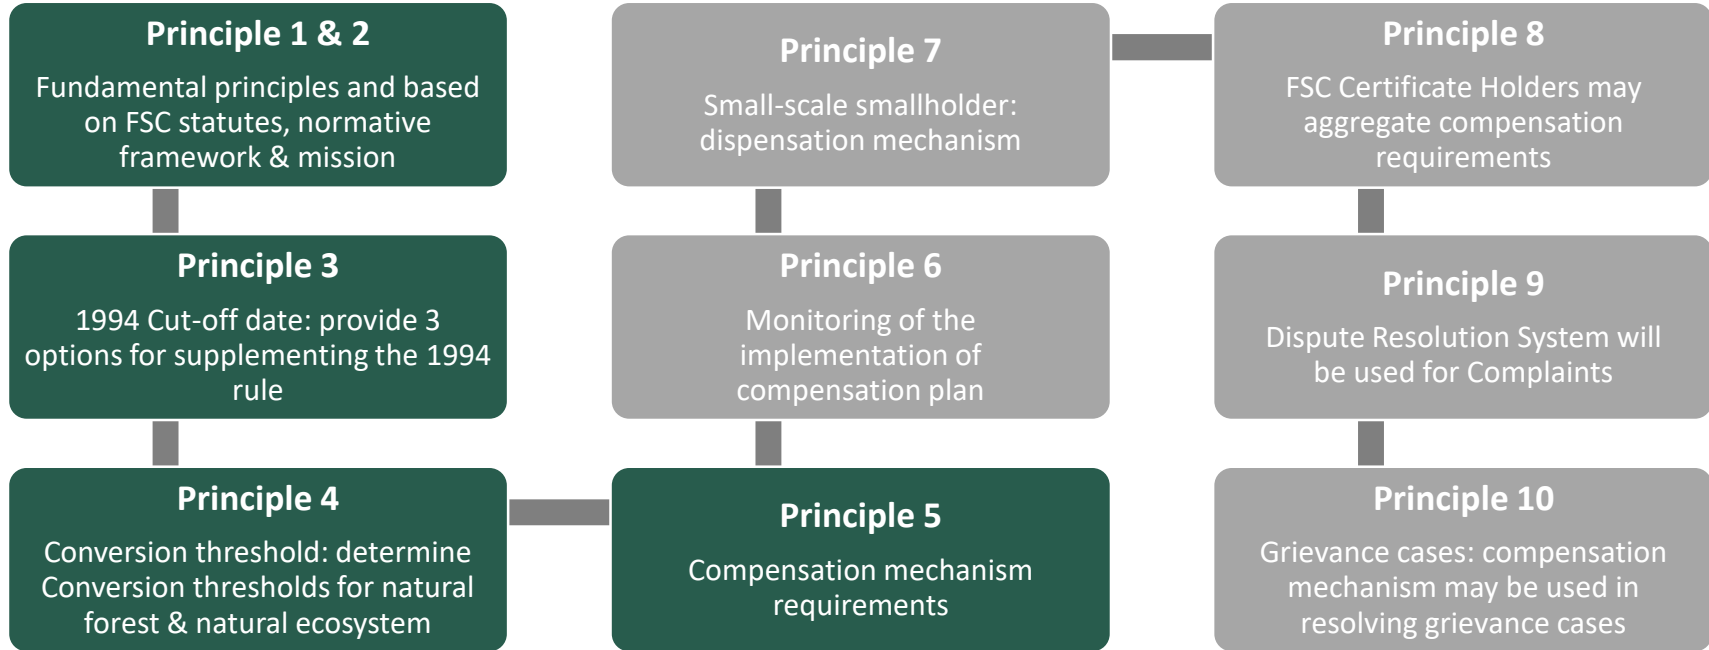 Principle 1 & 2
Fundamental principles and based
on FSC statutes, normative
framework & mission
Principle 3
1994 Cut-off date: provide 3
options for supplementing the 1994
rule
Principle 4
Conversion threshold: determine
Conversion thresholds for natural
forest & natural ecosystem
Principle 5
Compensation mechanism
requirements
Principle 6
Monitoring of the
implementation of
compensation plan
Principle 7
Small-scale smallholder:
dispensation mechanism
Principle 8
FSC Certificate Holders may
aggregate compensation
requirements
Principle 9
Dispute Resolution System will
be used for Complaints
Principle 10
Grievance cases: compensation
mechanism may be used in
resolving grievance cases